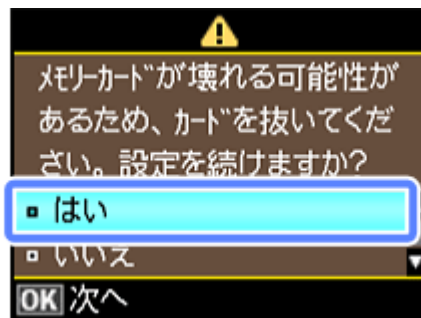 ﾒﾓﾘｰｶｰﾄﾞが壊れる可能性が
あるため、ｶｰﾄﾞを抜いてくだ
さい。設定を続けますか?
はい
いいえ
OK 次へ